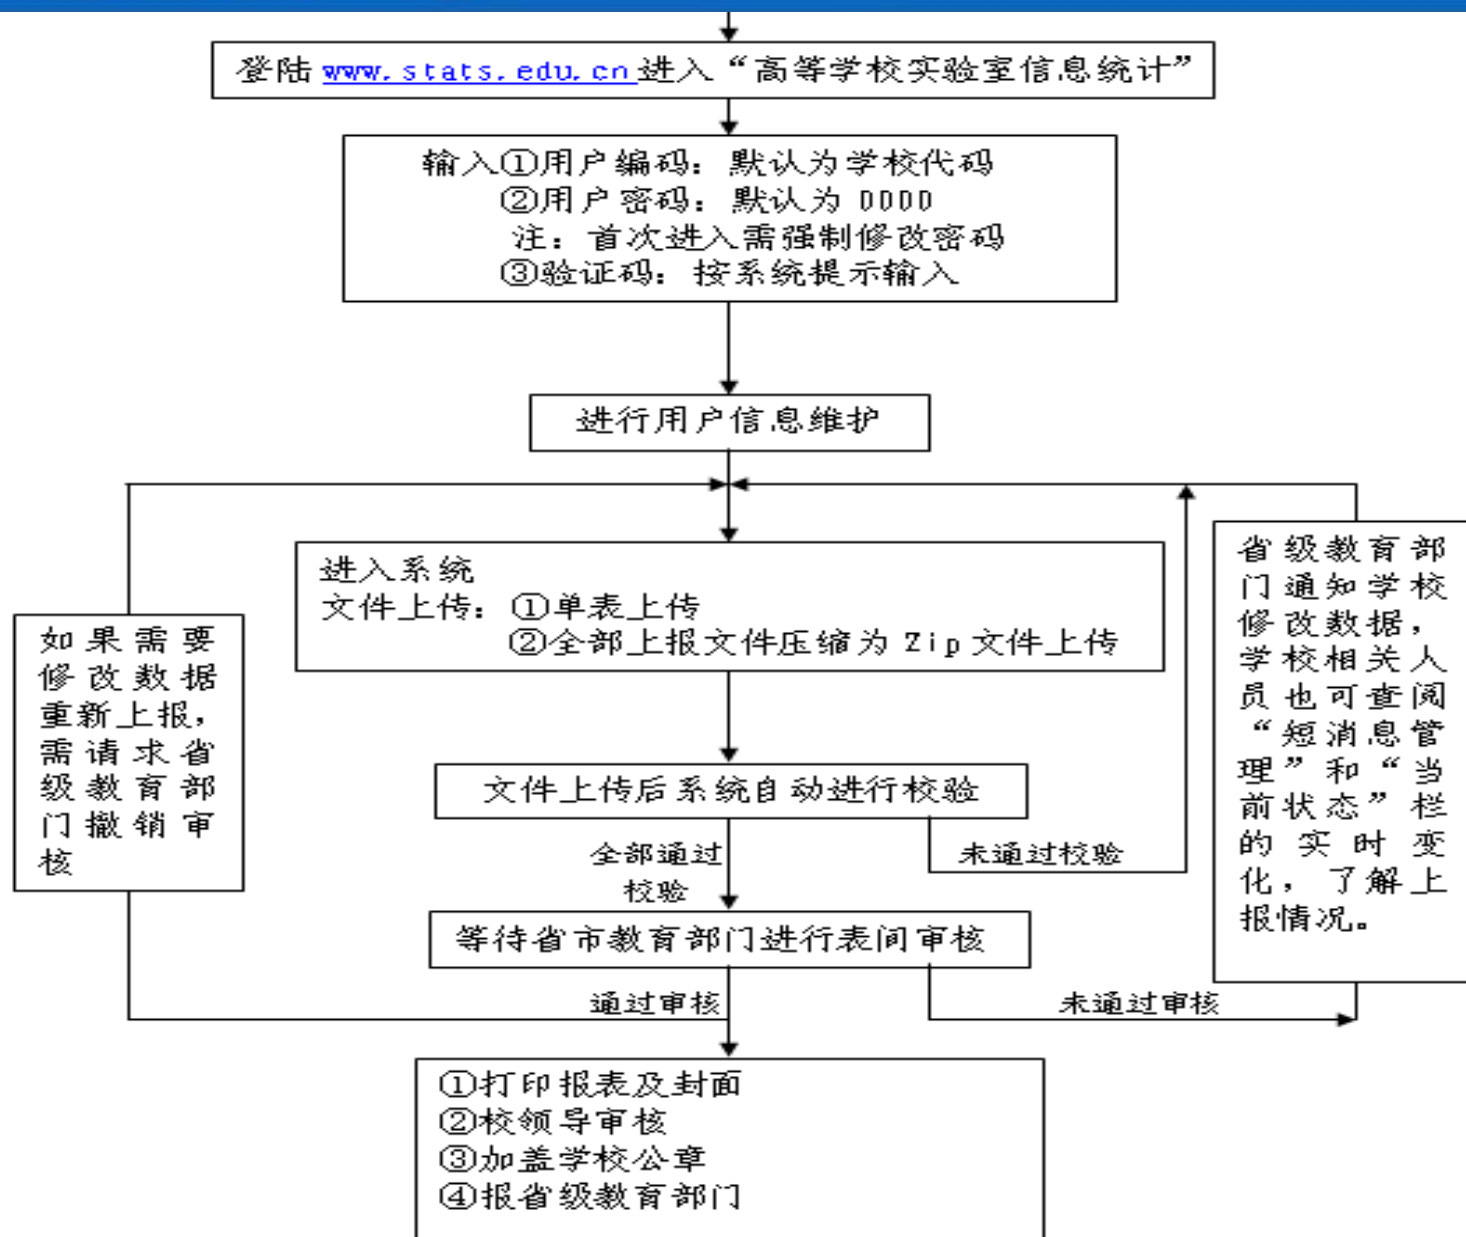 登陆 www.stats.edu.cn 进入“高等学校实验室信息统计”
输入①用户编码：默认为学校代码
②用户密码：默认为 0000
注：首次进入需强制修改密码
③验证码：按系统提示输入
进行用户信息维护
进入系统
文件上传：①单表上传
②全部上报文件压缩为 Zip 文件上传
如果需要
修改数据
重新上报，
需请求省
级教育部
门撤销审
核
省级教育部
门通知学校
修改数据，
学校相关人
员也可查阅
“短消息管
理”和“当
前状态”栏
的实时变
化，了解上
报情况。
文件上传后系统自动进行校验
全部通过
校验
未通过校验
等待省市教育部门进行表间审核
通过审核
未通过审核
①打印报表及封面
②校领导审核
③加盖学校公章
④报省级教育部门